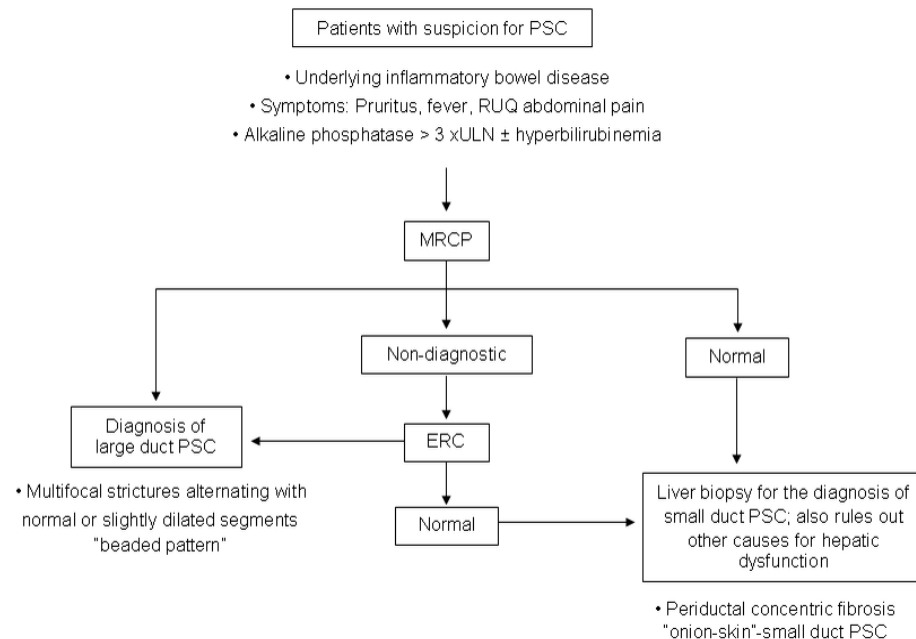 Patients with suspicion for PSC
• Underlying inflammatory bowel disease
• Symptoms: Pruritus, fever, RUQ abdominal pain
• Alkaline phosphatase > 3 xULN ± hyperbilirubinemia
MRCP
Non-diagnostic
Normal
Diagnosis of
large duct PSC
ERC
• Multifocal strictures alternating with
normal or slightly dilated segments
"beaded pattern"
Normal
Liver biopsy for the diagnosis of
small duct PSC; also rules out
other causes for hepatic
dysfunction
• Periductal concentric fibrosis
"onion-skin"-small duct PSC